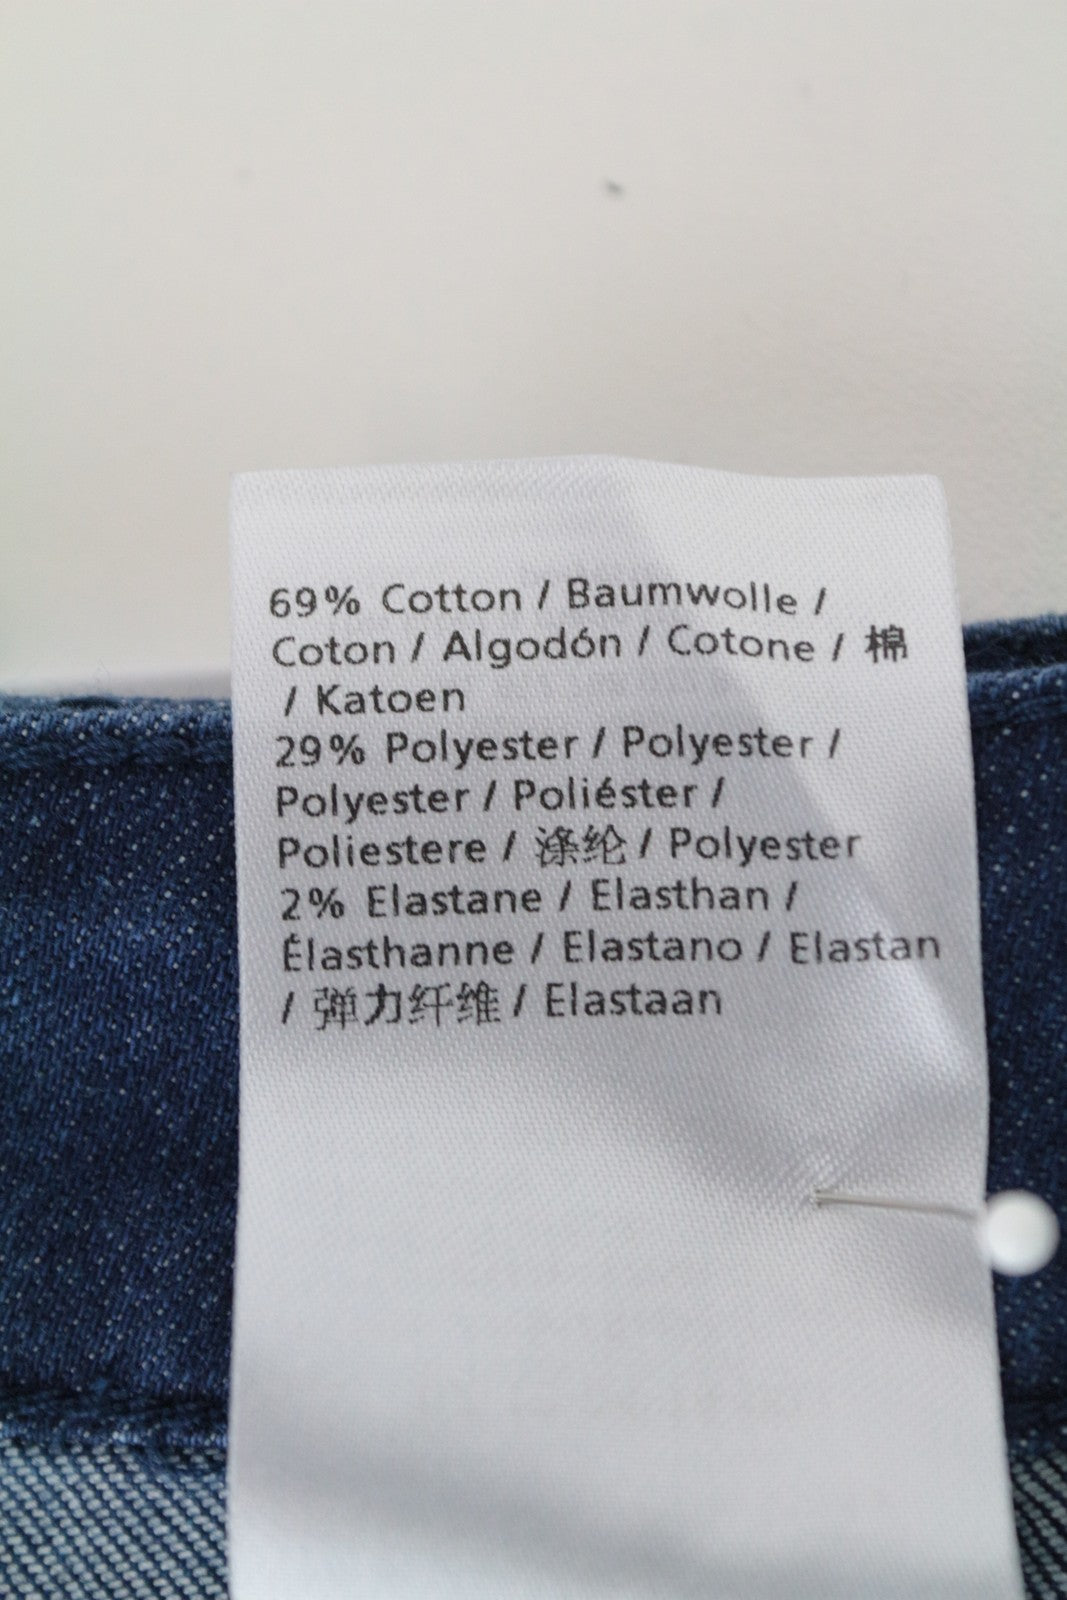 69% Cotton / Baumwolle /
Coton / Algodón / Cotone / 棉
/ Katoen
29% Polyester / Polyester /
Polyester / Poliéster /
Poliestere / 涤纶 / Polyester
2% Elastane / Elasthan /
Élasthanne / Elastano / Elastan
/ 弹力纤维 / Elastaan